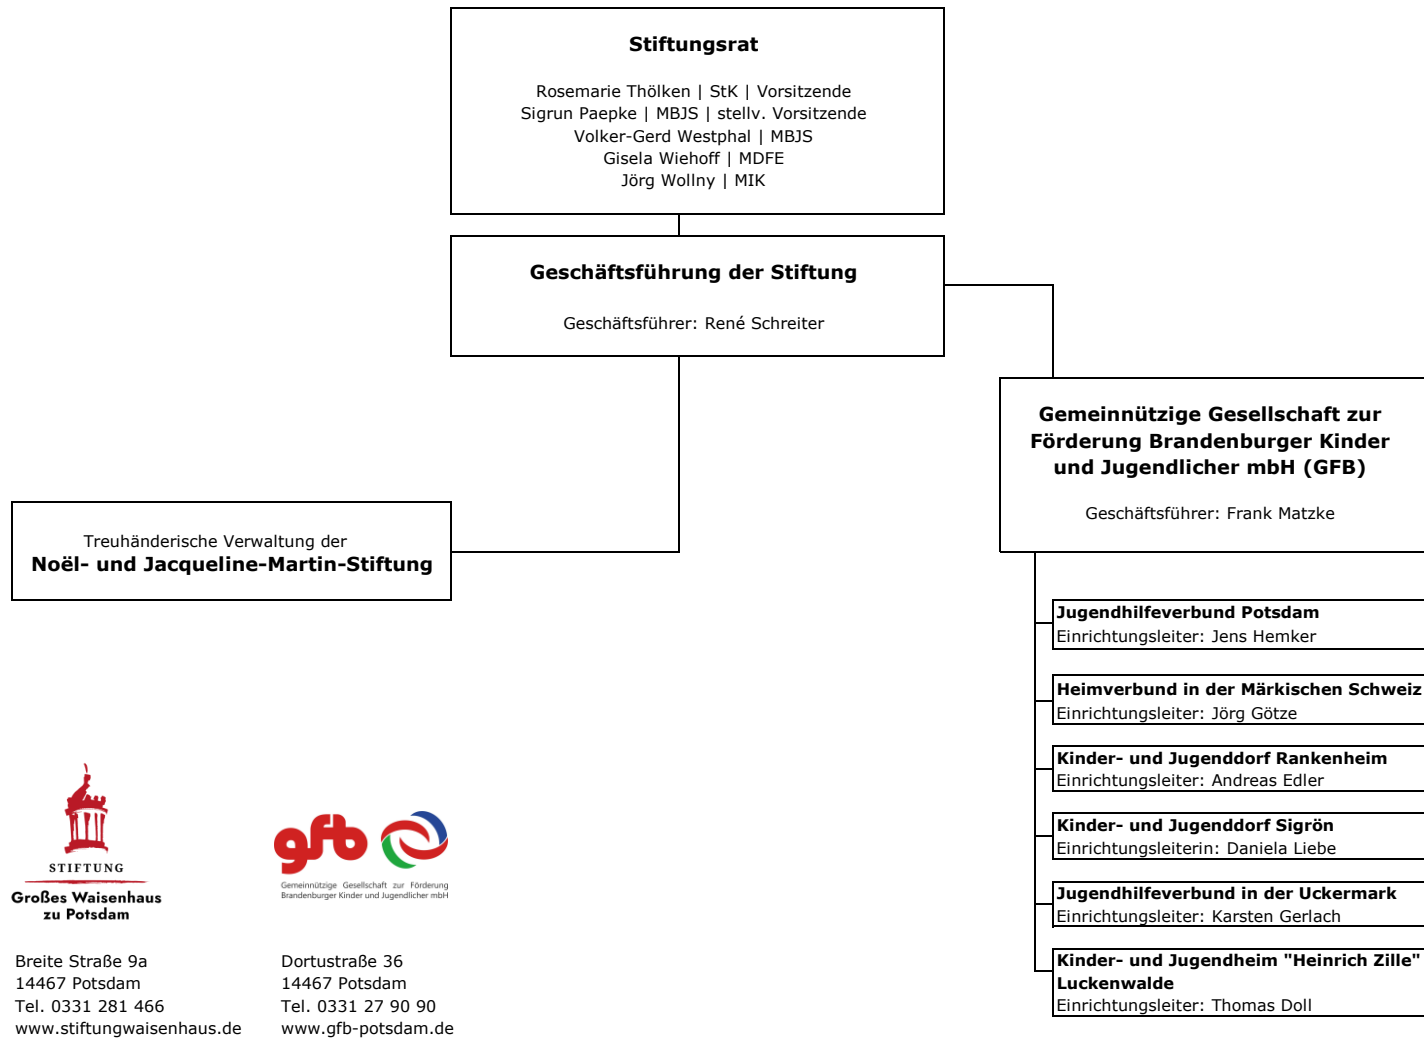 Stiftungsrat
Rosemarie Thölken | StK | Vorsitzende
Sigrun Paepke | MBJS | stellv. Vorsitzende
Volker-Gerd Westphal | MBJS
Gisela Wiehoff | MDFE
Jörg Wollny | MIK
Geschäftsführung der Stiftung
Geschäftsführer: René Schreiter
Gemeinnützige Gesellschaft zur
Förderung Brandenburger Kinder
und Jugendlicher mbH (GFB)
Geschäftsführer: Frank Matzke
Treuhänderische Verwaltung der
Noël- und Jacqueline-Martin-Stiftung
Jugendhilfeverbund Potsdam
Einrichtungsleiter: Jens Hemker
Heimverbund in der Märkischen Schweiz
Einrichtungsleiter: Jörg Götze
Kinder- und Jugenddorf Rankenheim
Einrichtungsleiter: Andreas Edler
Kinder- und Jugenddorf Sigrön
Einrichtungsleiterin: Daniela Liebe
Jugendhilfeverbund in der Uckermark
Einrichtungsleiter: Karsten Gerlach
Kinder- und Jugendheim "Heinrich Zille"
Luckenwalde
Einrichtungsleiter: Thomas Doll
STIFTUNG
Großes Waisenhaus
zu Potsdam
Breite Straße 9a
14467 Potsdam
Tel. 0331 281 466
www.stiftungwaisenhaus.de
gfb
Gemeinnützige Gesellschaft zur Förderung
Brandenburger Kinder und Jugendlicher mbH
Dortustraße 36
14467 Potsdam
Tel. 0331 27 90 90
www.gfb-potsdam.de